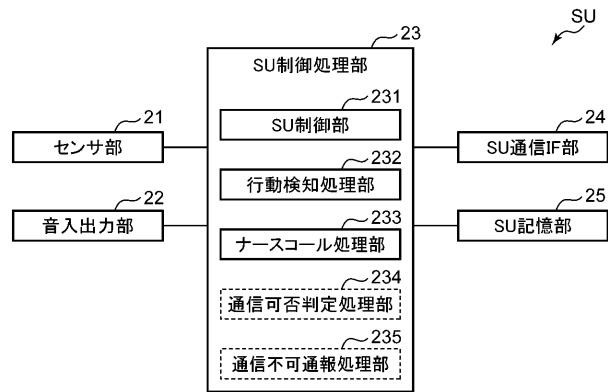 SU
23
SU制御処理部
231
SU制御部
21
センサ部
24
SU通信IF部
232
行動検知処理部
22
音入出力部
25
SU記憶部
233
ナースコール処理部
234
通信可否判定処理部
235
通信不可通報処理部